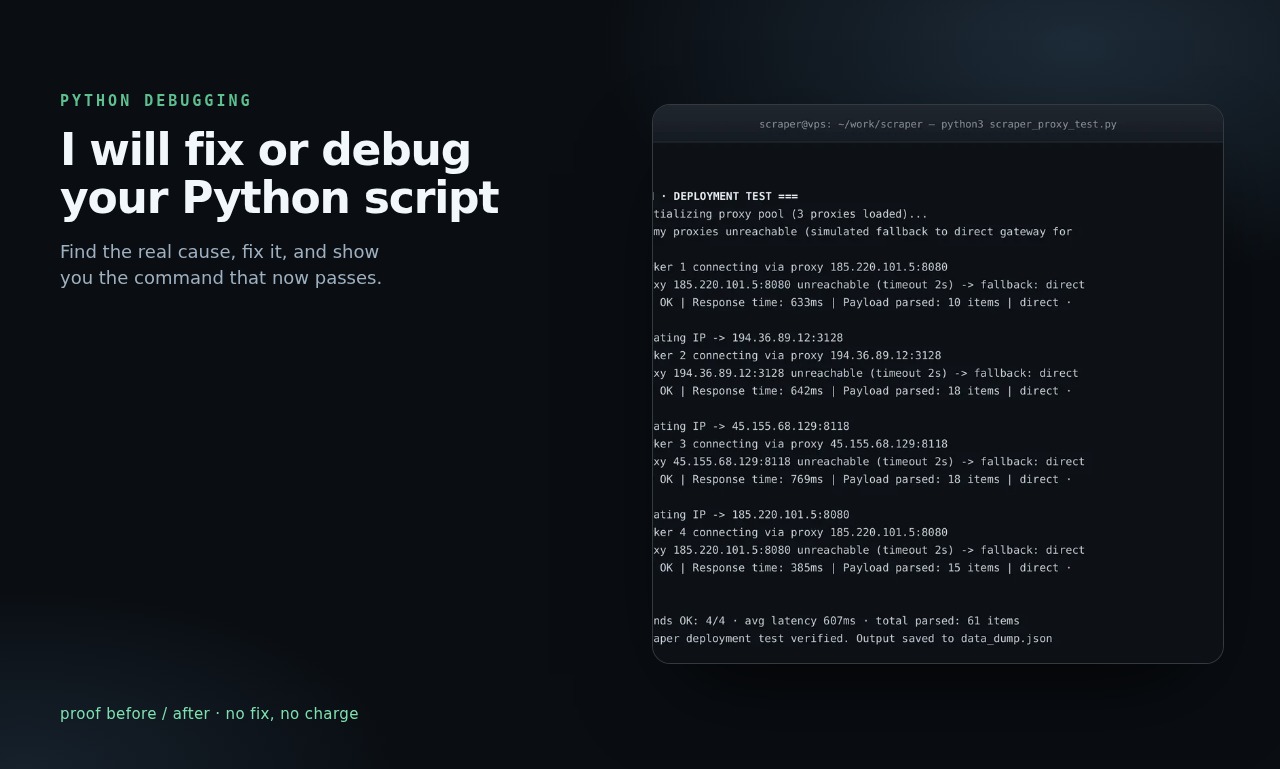 PYTHON DEBUGGING
I will fix or debug
your Python script
Find the real cause, fix it, and show
you the command that now passes.
proof before / after · no fix, no charge
scraper@vps: ~/work/scraper — python3 scraper_proxy_test.py
· DEPLOYMENT TEST ===
tializing proxy pool (3 proxies loaded)...
my proxies unreachable (simulated fallback to direct gateway for
ker 1 connecting via proxy 185.220.101.5:8080
xy 185.220.101.5:8080 unreachable (timeout 2s) -> fallback: direct
OK | Response time: 633ms | Payload parsed: 10 items | direct ·
ating IP -> 194.36.89.12:3128
ker 2 connecting via proxy 194.36.89.12:3128
xy 194.36.89.12:3128 unreachable (timeout 2s) -> fallback: direct
OK | Response time: 642ms | Payload parsed: 18 items | direct ·
ating IP -> 45.155.68.129:8118
ker 3 connecting via proxy 45.155.68.129:8118
xy 45.155.68.129:8118 unreachable (timeout 2s) -> fallback: direct
OK | Response time: 769ms | Payload parsed: 18 items | direct ·
ating IP -> 185.220.101.5:8080
ker 4 connecting via proxy 185.220.101.5:8080
xy 185.220.101.5:8080 unreachable (timeout 2s) -> fallback: direct
OK | Response time: 385ms | Payload parsed: 15 items | direct ·
nds OK: 4/4 · avg latency 607ms · total parsed: 61 items
aper deployment test verified. Output saved to data_dump.json